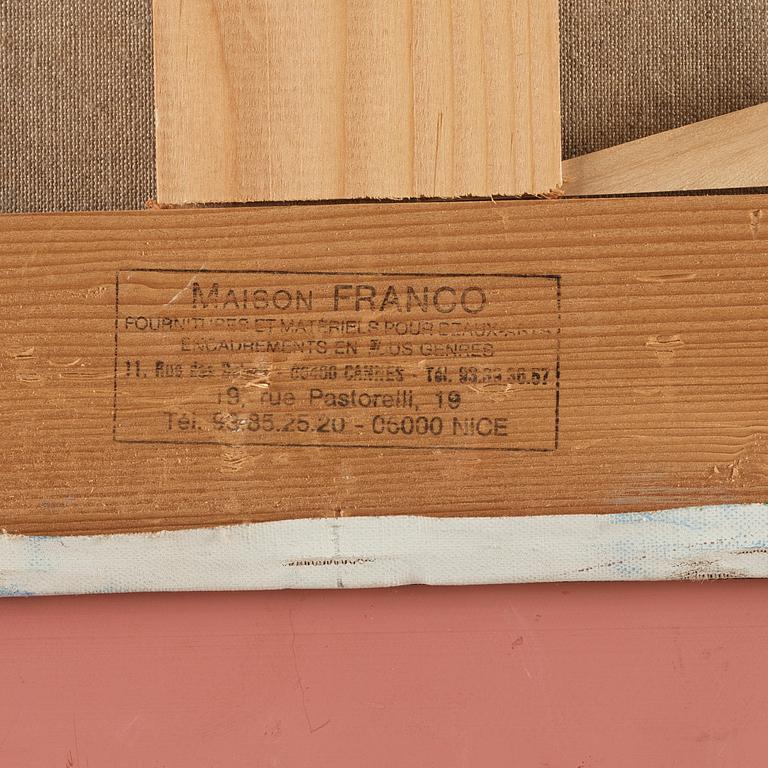 MAISON FRANCO
FOURNITURES ET MATÉRIELS POUR BEAUX-ARTS
ENCADREMENTS EN TOUS GENRES
11, Rue des - 06400 CANNES - Tél. 93.39.36.57
19, rue Pastorelli, 19
Tél. 93.85.25.20 - 06000 NICE